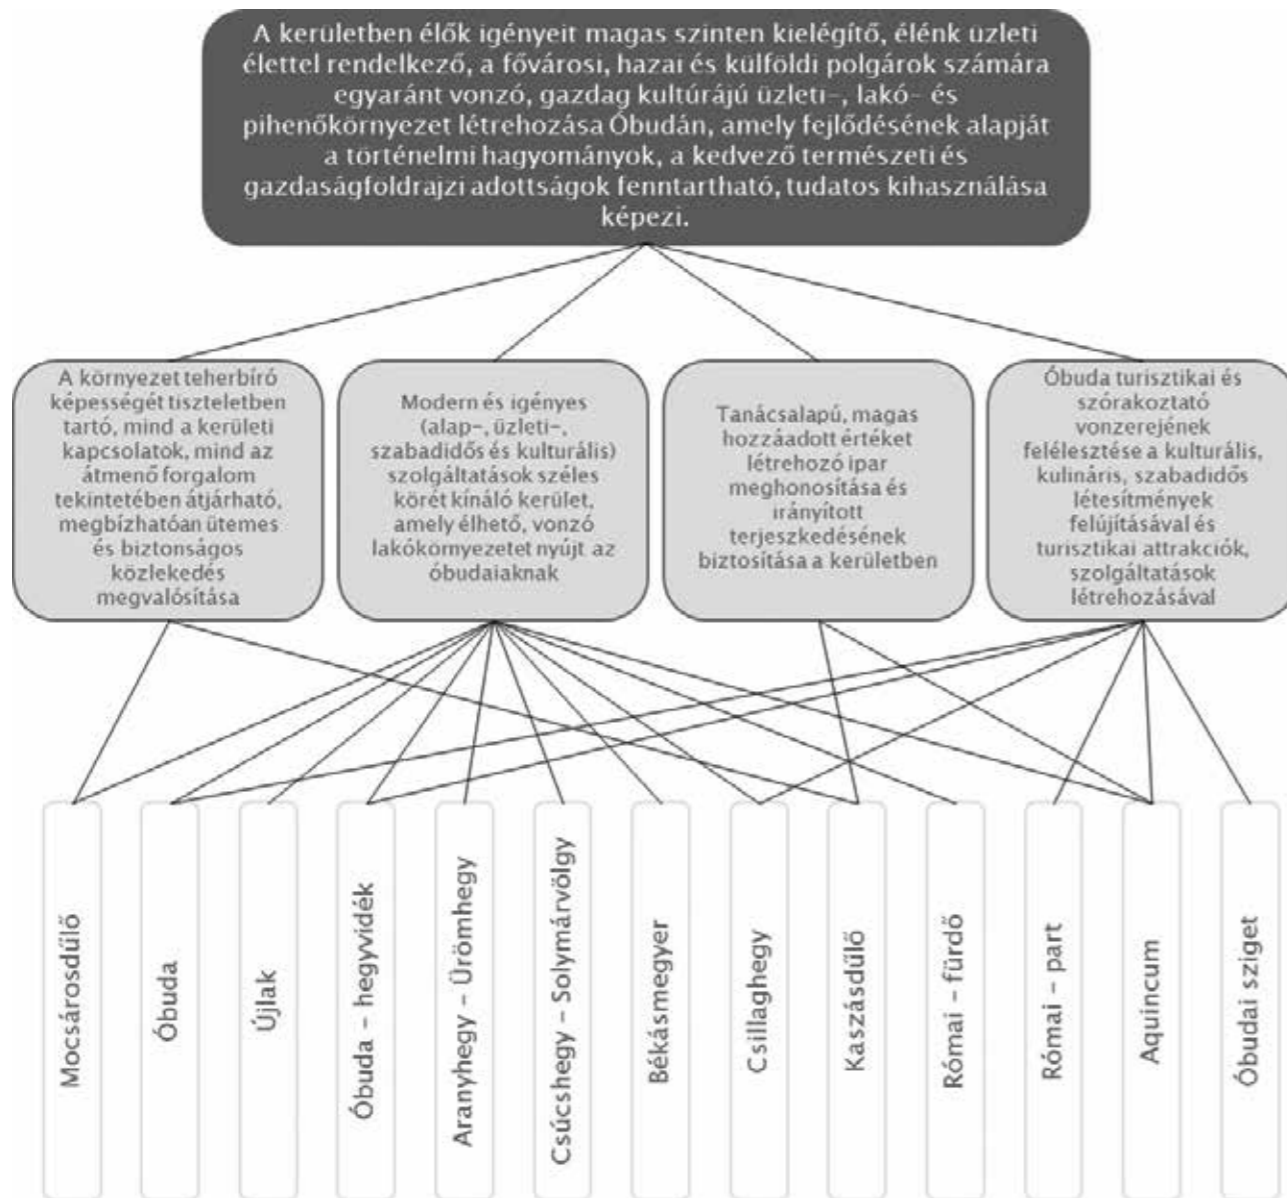 A kerületben élők igényeit magas szinten kielégítő, élénk üzleti
élettel rendelkező, a fővárosi, hazai és külföldi polgárok számára
egyaránt vonzó, gazdag kultúrájú üzleti-, lakó- és
pihenőkörnyezet létrehozása Óbudán, amely fejlődésének alapját
a történelmi hagyományok, a kedvező természeti és
gazdaságfoldrajzi adottságok fenntartható, tudatos kihasználása
képezi.
A környezet teherbíró
képességét tiszteletben
tartó, mind a kerületi
kapcsolatok, mind az
átmenő forgalom
tekintetében átjárható,
megbízhatóan ütemes
és biztonságos
közlekedés
megvalósítása
Modern és igényes
(alap-, üzleti-,
szabadidős és kulturális)
szolgáltatások széles
körét kínáló kerület,
amely élhető, vonzó
lakókörnyezetet nyújt az
óbudaiaknak
Tanácsalapú, magas
hozzáadott értéket
létrehozó ipar
meghonosítása és
irányított
terjeszkedésének
biztosítása a kerületben
Óbuda turisztikai és
szórakoztató
vonzerejének
felélesztése a kulturális,
kulináris, szabadidős
létesítmények
felújításával és
turisztikai attrakciók,
szolgáltatások
létrehozásával
Mocsárosdűlő
Óbuda
Újlak
Óbuda - hegyvidék
Aranyhegy - Ürömhegy
Csúcshegy - Solymárvölgy
Békásmegyer
Csillaghegy
Kaszásdűlő
Római - fürdő
Római - part
Aquincum
Óbudai sziget